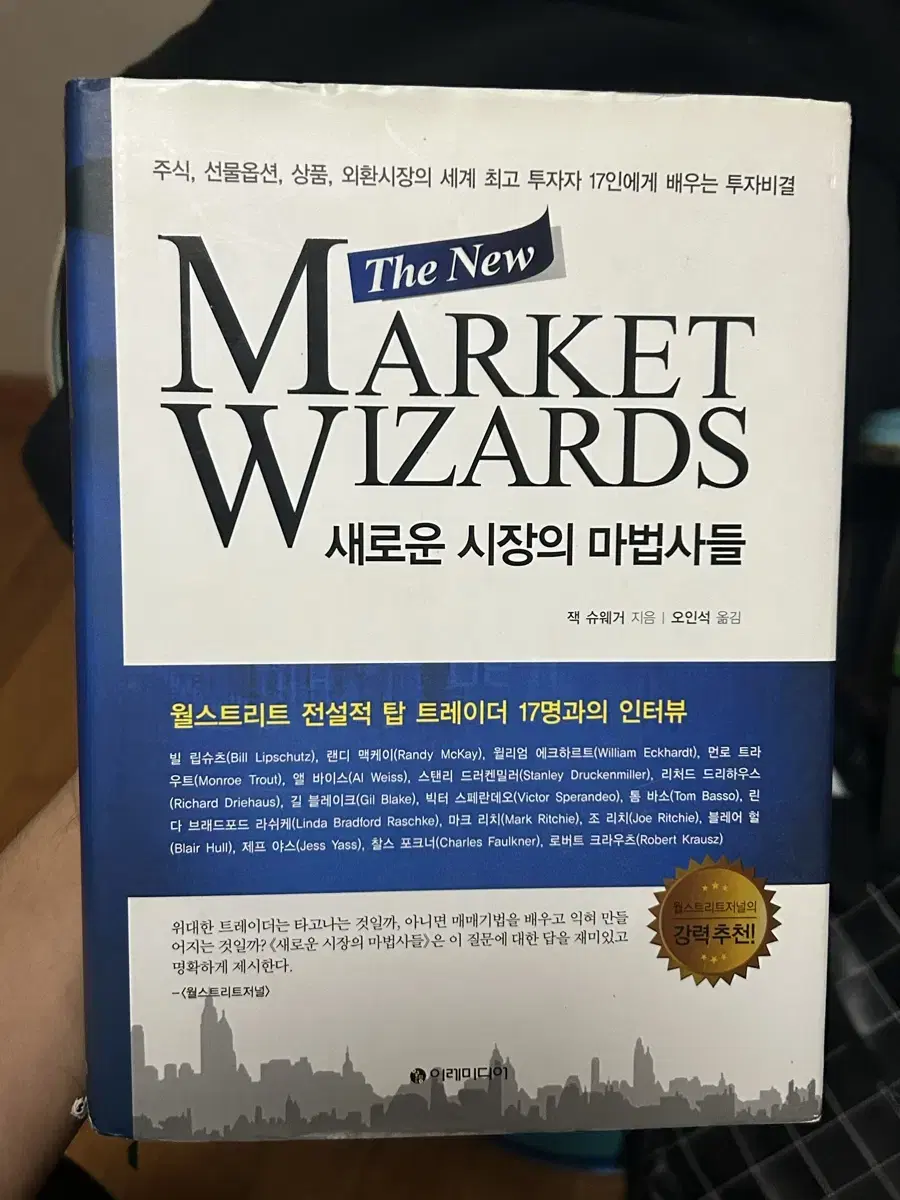 주식, 선물옵션, 상품, 외환시장의 세계 최고 투자자 17인에게 배우는 투자비결
The New
MARKET
WIZARDS
새로운 시장의 마법사들
잭 슈웨거 지음 | 오인석 옮김
월스트리트 전설적 탑 트레이더 17명과의 인터뷰
빌 립슈츠(Bill Lipschutz), 랜디 맥케이(Randy McKay), 윌리엄 에크하르트(William Eckhardt), 먼로 트라
우트(Monroe Trout), 앨 바이스(Al Weiss), 스탠리 드러켄밀러(Stanley Druckenmiller), 리처드 드리하우스
(Richard Driehaus), 길 블레이크(Gil Blake), 빅터 스페란데오(Victor Sperandeo), 톰 바소(Tom Basso), 린
다 브래드포드 라쉬케(Linda Bradford Raschke), 마크 리치(Mark Ritchie), 조 리치(Joe Ritchie), 블레어 헐
(Blair Hull), 제프 야스(Jess Yass), 찰스 포크너(Charles Faulkner), 로버트 크라우츠(Robert Krausz)
월스트리트저널의
강력추천!
위대한 트레이더는 타고나는 것일까, 아니면 매매기법을 배우고 익혀 만들
어지는 것일까? 《새로운 시장의 마법사들》은 이 질문에 대한 답을 재미있고
명확하게 제시한다.
-〈월스트리트저널〉
이레미디어